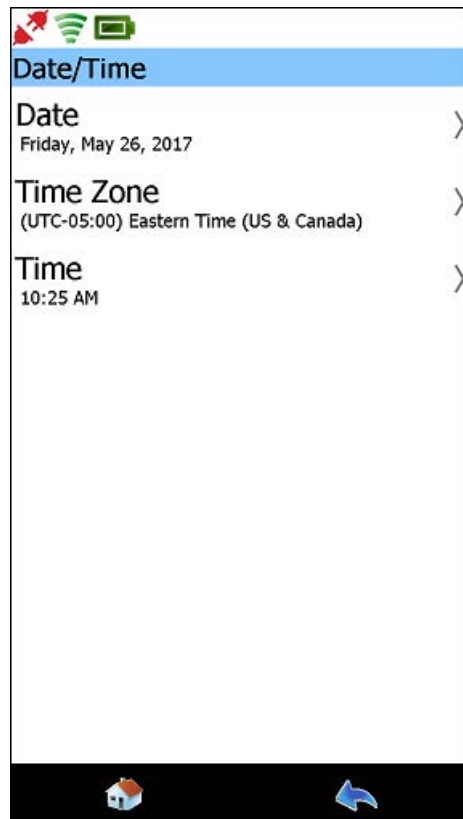 Date/Time
Date
Friday, May 26, 2017
Time Zone
(UTC-05:00) Eastern Time (US & Canada)
Time
10:25 AM